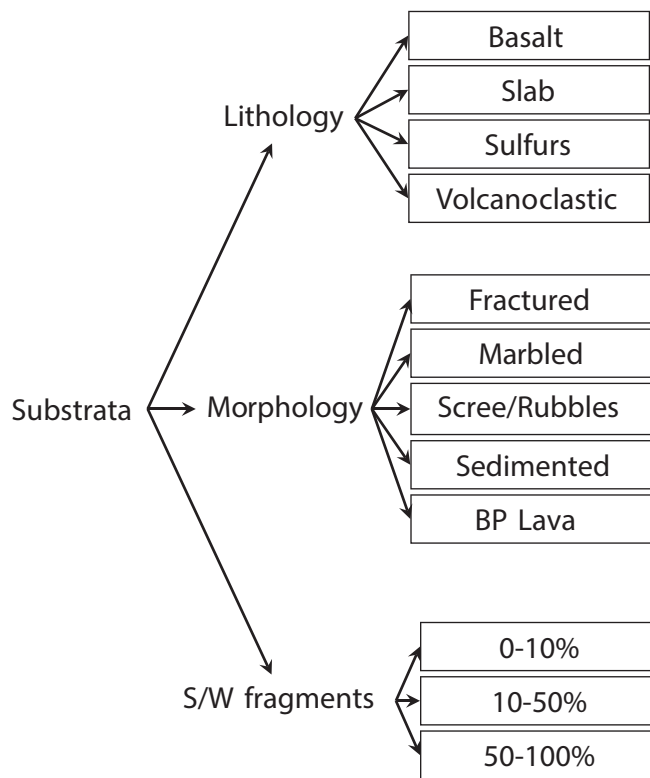 Substrata
Lithology
Basalt
Slab
Sulfurs
Volcanoclastic
Morphology
Fractured
Marbled
Scree/Rubbles
Sedimented
BP Lava
S/W fragments
0-10%
10-50%
50-100%